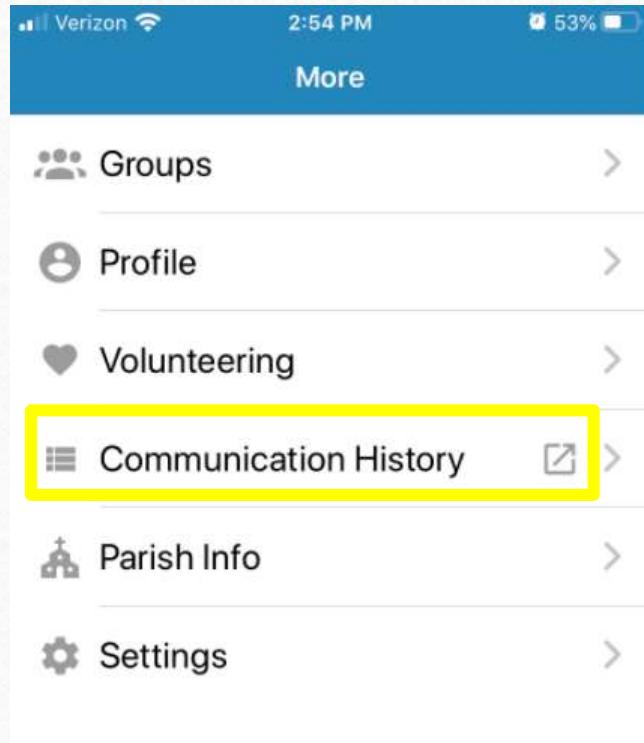 Verizon 2:54 PM 53%
More
Groups
Profile
Volunteering
Communication History
Parish Info
Settings